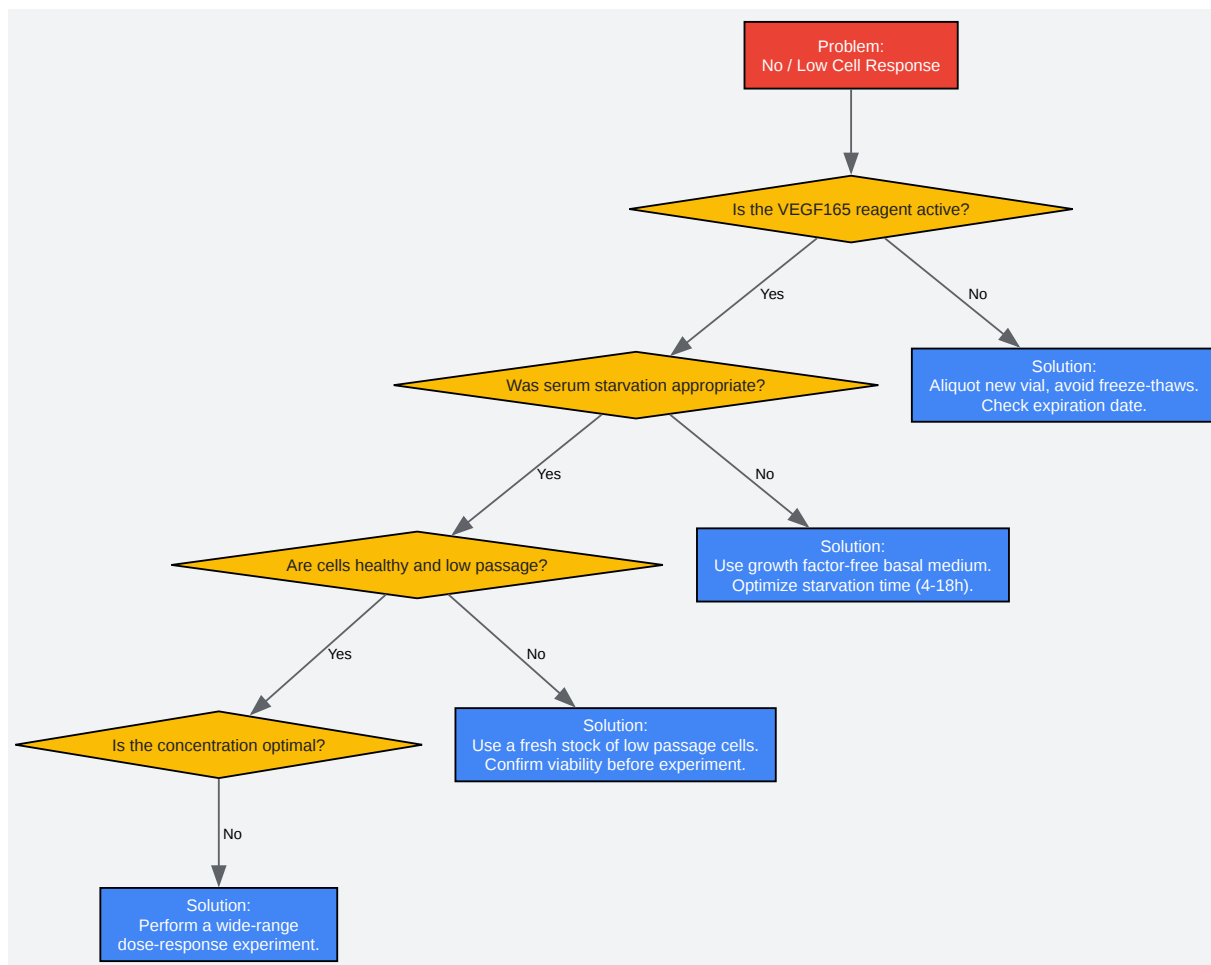 Problem:
No / Low Cell Response
Is the VEGF165 reagent active?
Yes
No
Was serum starvation appropriate?
Solution:
Aliquot new vial, avoid freeze-thaws.
Check expiration date.
Yes
No
Are cells healthy and low passage?
Solution:
Use growth factor-free basal medium.
Optimize starvation time (4-18h).
Yes
No
Is the concentration optimal?
Solution:
Use a fresh stock of low passage cells.
Confirm viability before experiment.
No
Solution:
Perform a wide-range
dose-response experiment.